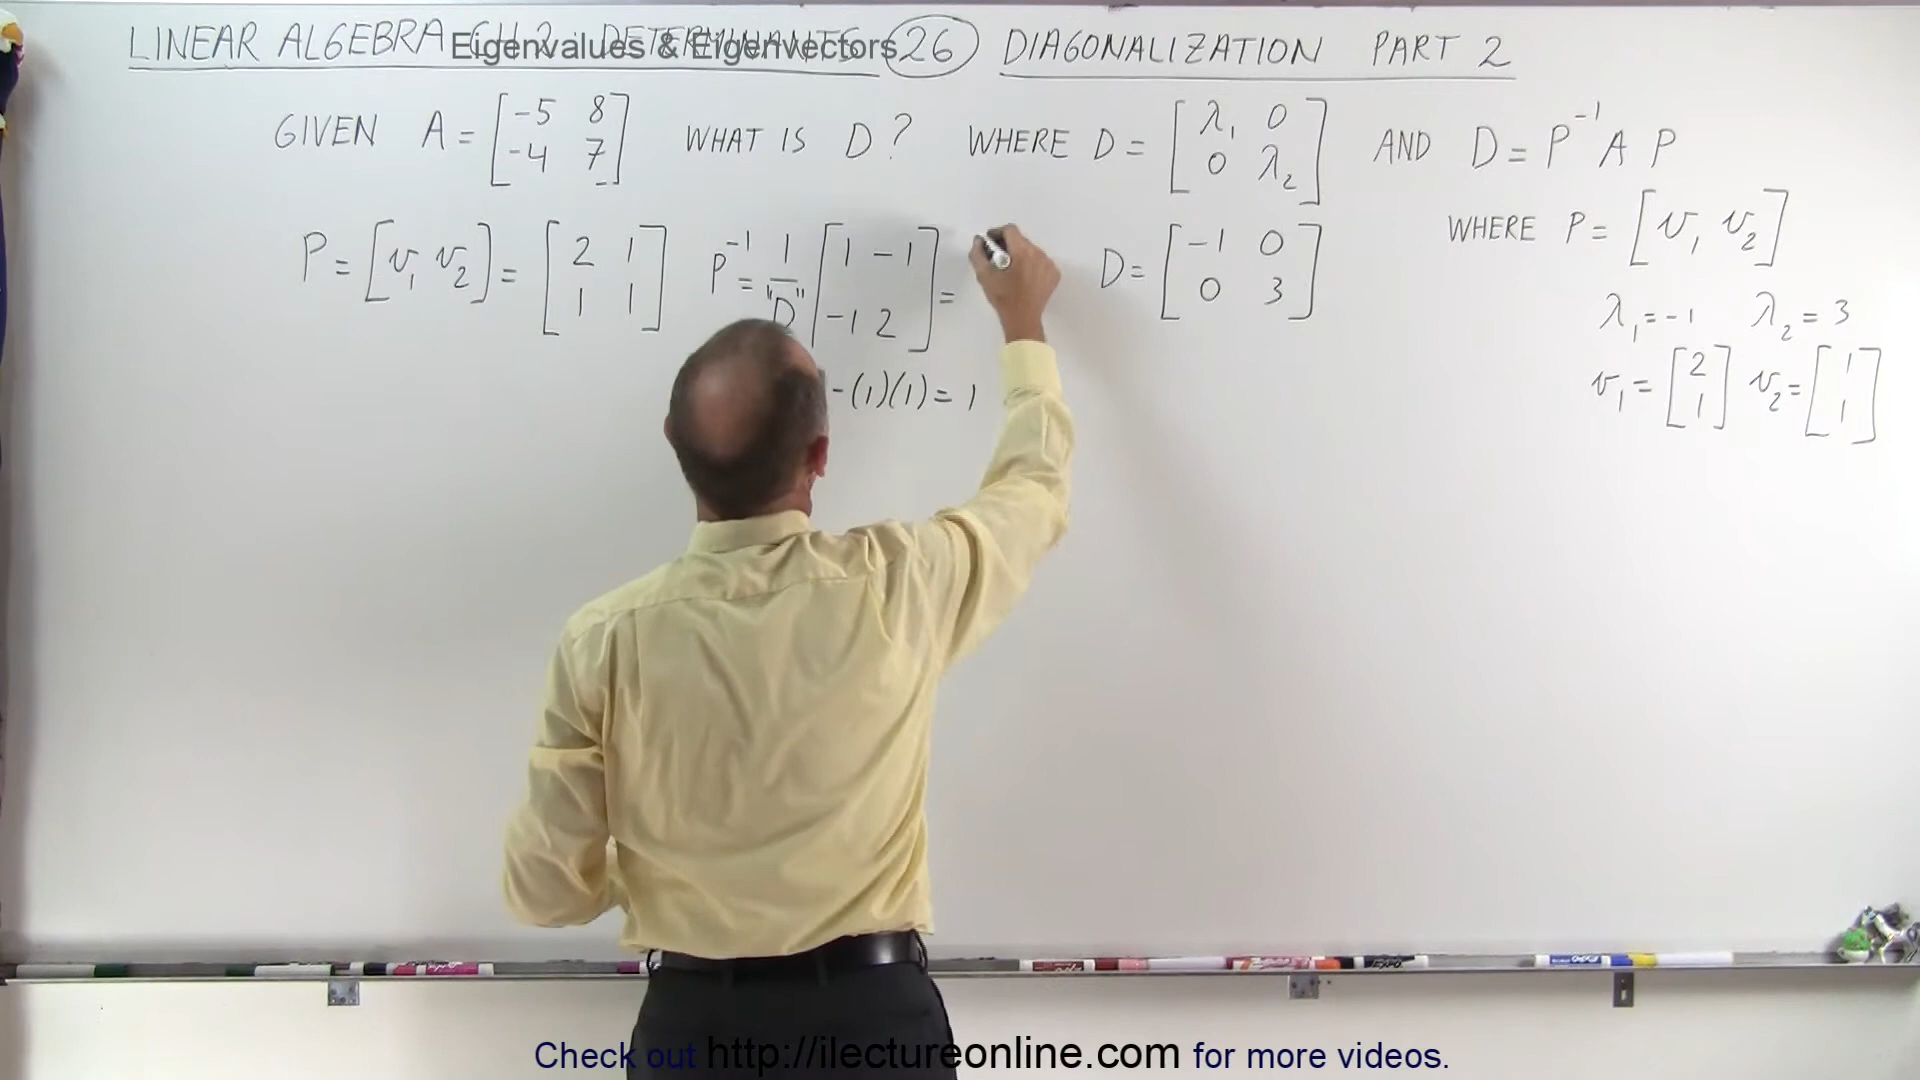 LINEAR ALGEBRA CH 2: DETERMINANTS 26 DIAGONALIZATION PART 2
Eigenvalues & Eigenvectors
GIVEN A = [-5 8; -4 7] WHAT IS D? WHERE D = [λ₁ 0; 0 λ₂] AND D = P⁻¹ A P
WHERE P = [v₁ v₂]
P = [v₁ v₂] = [2 1; 1 1] P⁻¹ = 1/"D" [1 -1; -1 2] = D = [-1 0; 0 3]
λ₁ = -1 λ₂ = 3
v₁ = [2; 1] v₂ = [1; 1]
-(1)(1) = 1
Check out http://ilectureonline.com for more videos.